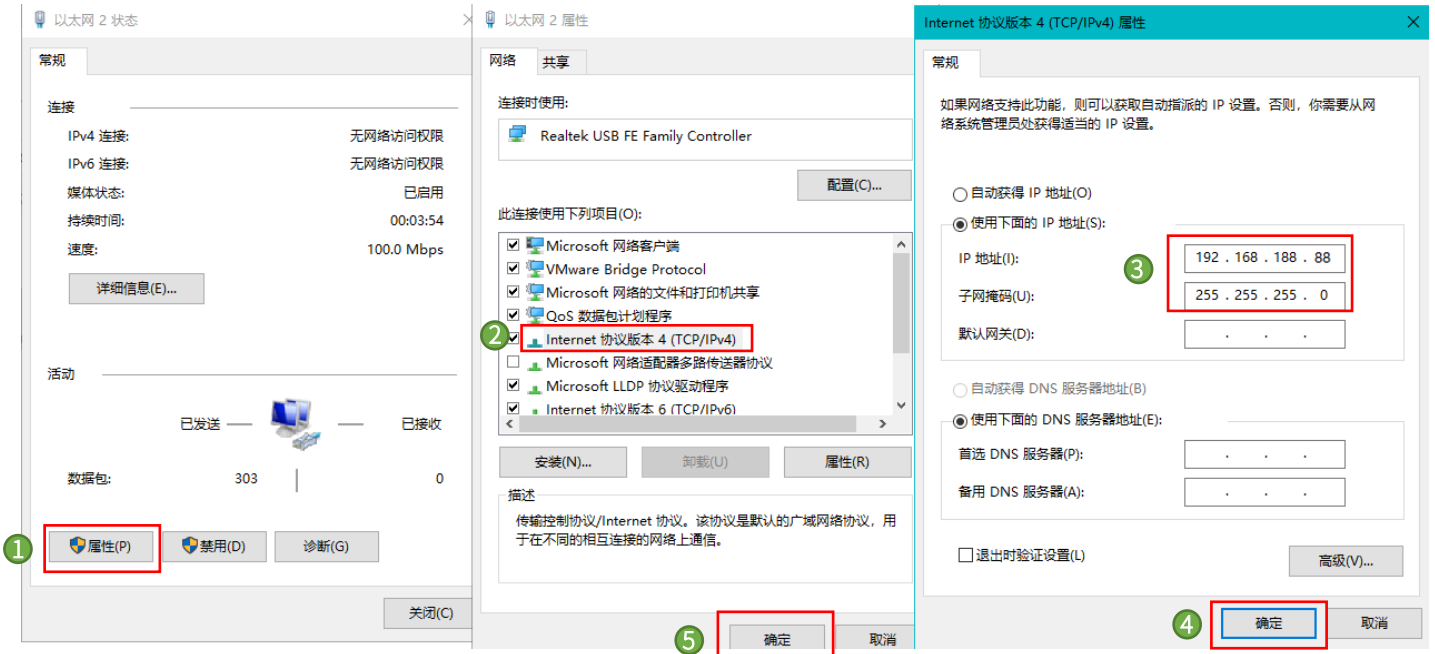 以太网 2 状态
常规
连接
IPv4 连接: 无网络访问权限
IPv6 连接: 无网络访问权限
媒体状态: 已启用
持续时间: 00:03:54
速度: 100.0 Mbps
详细信息(E)...
活动
已发送 — — 已接收
数据包: 303 0
1
属性(P) 禁用(D) 诊断(G)
关闭(C)
以太网 2 属性
网络 共享
连接时使用:
Realtek USB FE Family Controller
配置(C)...
此连接使用下列项目(O):
Microsoft 网络客户端
VMware Bridge Protocol
Microsoft 网络的文件和打印机共享
QoS 数据包计划程序
2
Internet 协议版本 4 (TCP/IPv4)
Microsoft 网络适配器多路传送器协议
Microsoft LLDP 协议驱动程序
Internet 协议版本 6 (TCP/IPv6)
安装(N)... 卸载(U) 属性(R)
描述
传输控制协议/Internet 协议。该协议是默认的广域网络协议，用
于在不同的相互连接的网络上通信。
5
确定 取消
Internet 协议版本 4 (TCP/IPv4) 属性
常规
如果网络支持此功能，则可以获取自动指派的 IP 设置。否则，你需要从网
络系统管理员处获得适当的 IP 设置。
自动获得 IP 地址(O)
使用下面的 IP 地址(S):
3
IP 地址(I): 192 . 168 . 188 . 88
子网掩码(U): 255 . 255 . 255 . 0
默认网关(D): . . .
自动获得 DNS 服务器地址(B)
使用下面的 DNS 服务器地址(E):
首选 DNS 服务器(P): . . .
备用 DNS 服务器(A): . . .
退出时验证设置(L)
高级(V)...
4
确定 取消